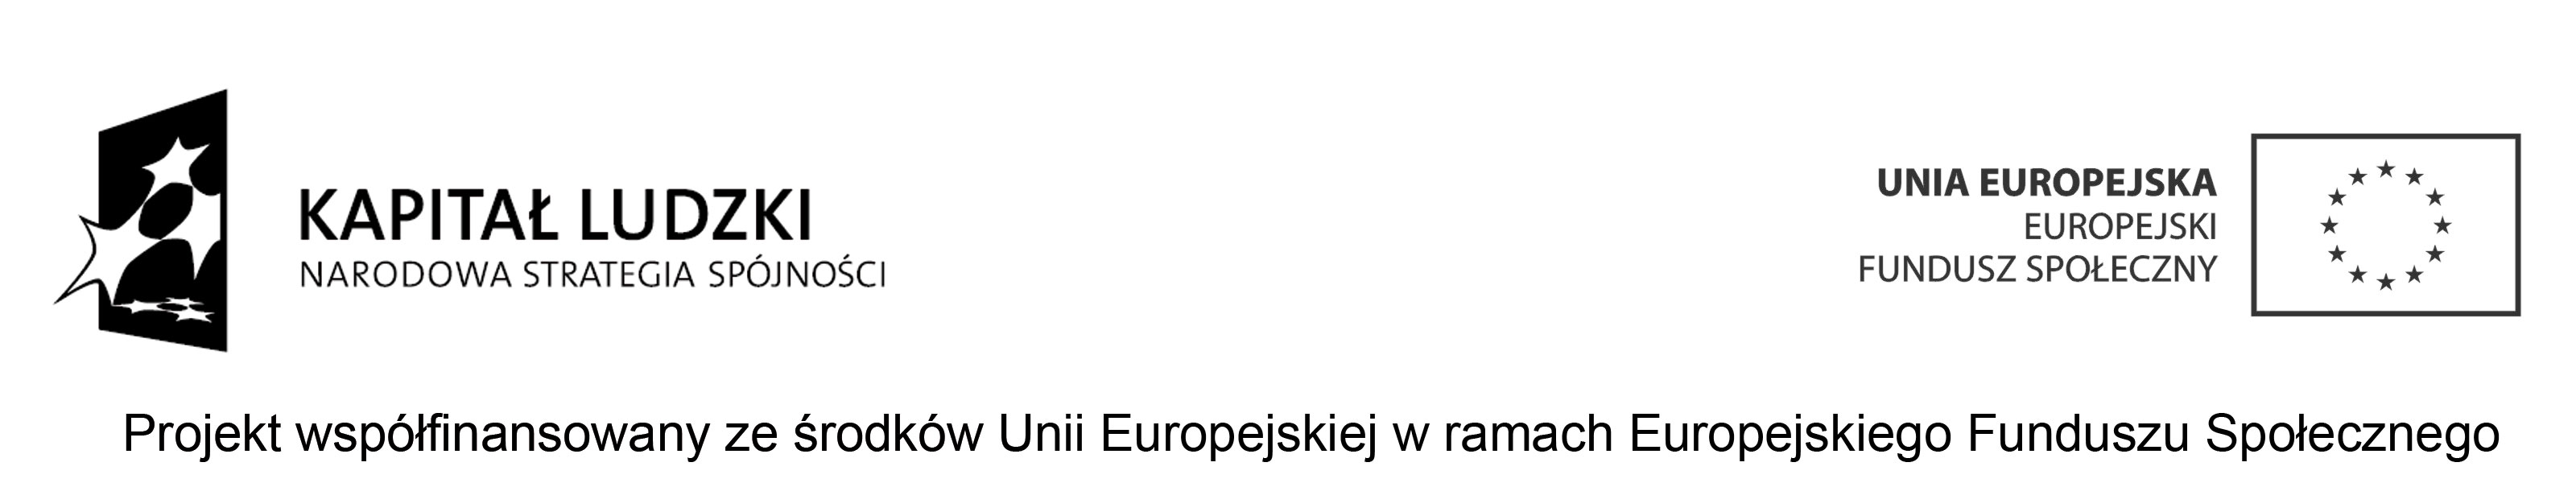 KAPITAŁ LUDZKI
NARODOWA STRATEGIA SPÓJNOŚCI
UNIA EUROPEJSKA
EUROPEJSKI
FUNDUSZ SPOŁECZNY
Projekt współfinansowany ze środków Unii Europejskiej w ramach Europejskiego Funduszu Społecznego